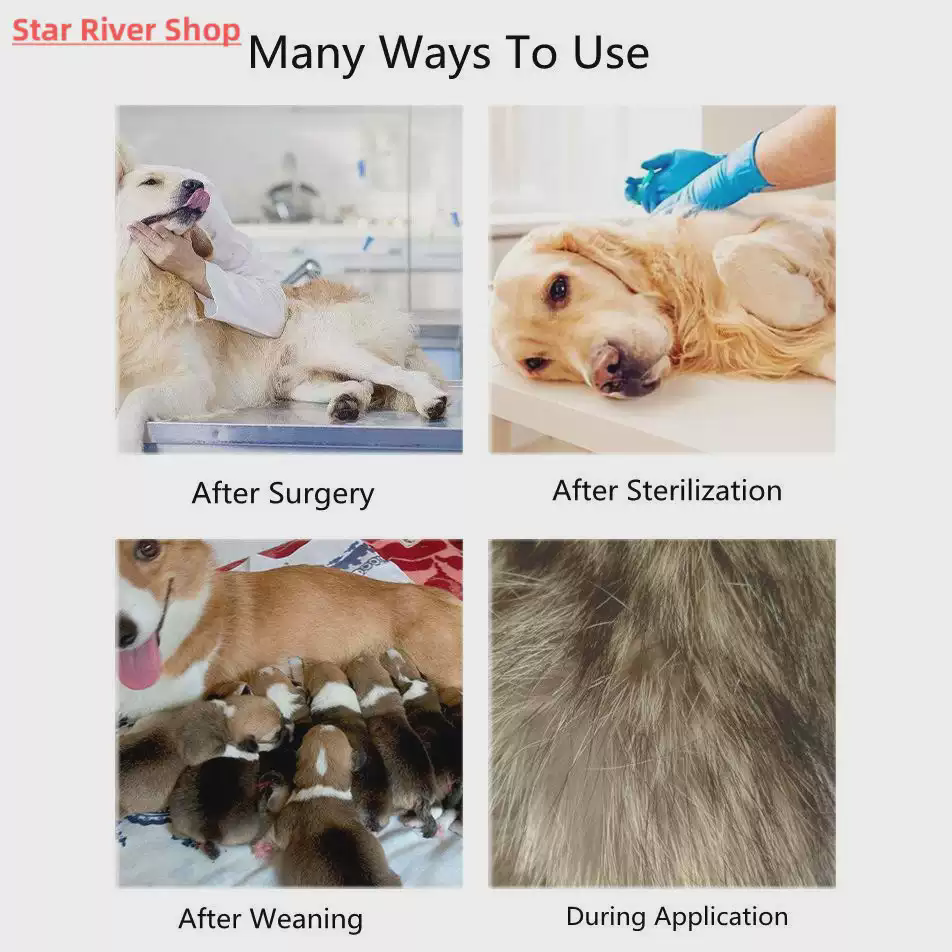 Star River Shop
Many Ways To Use
After Surgery
After Sterilization
After Weaning
During Application